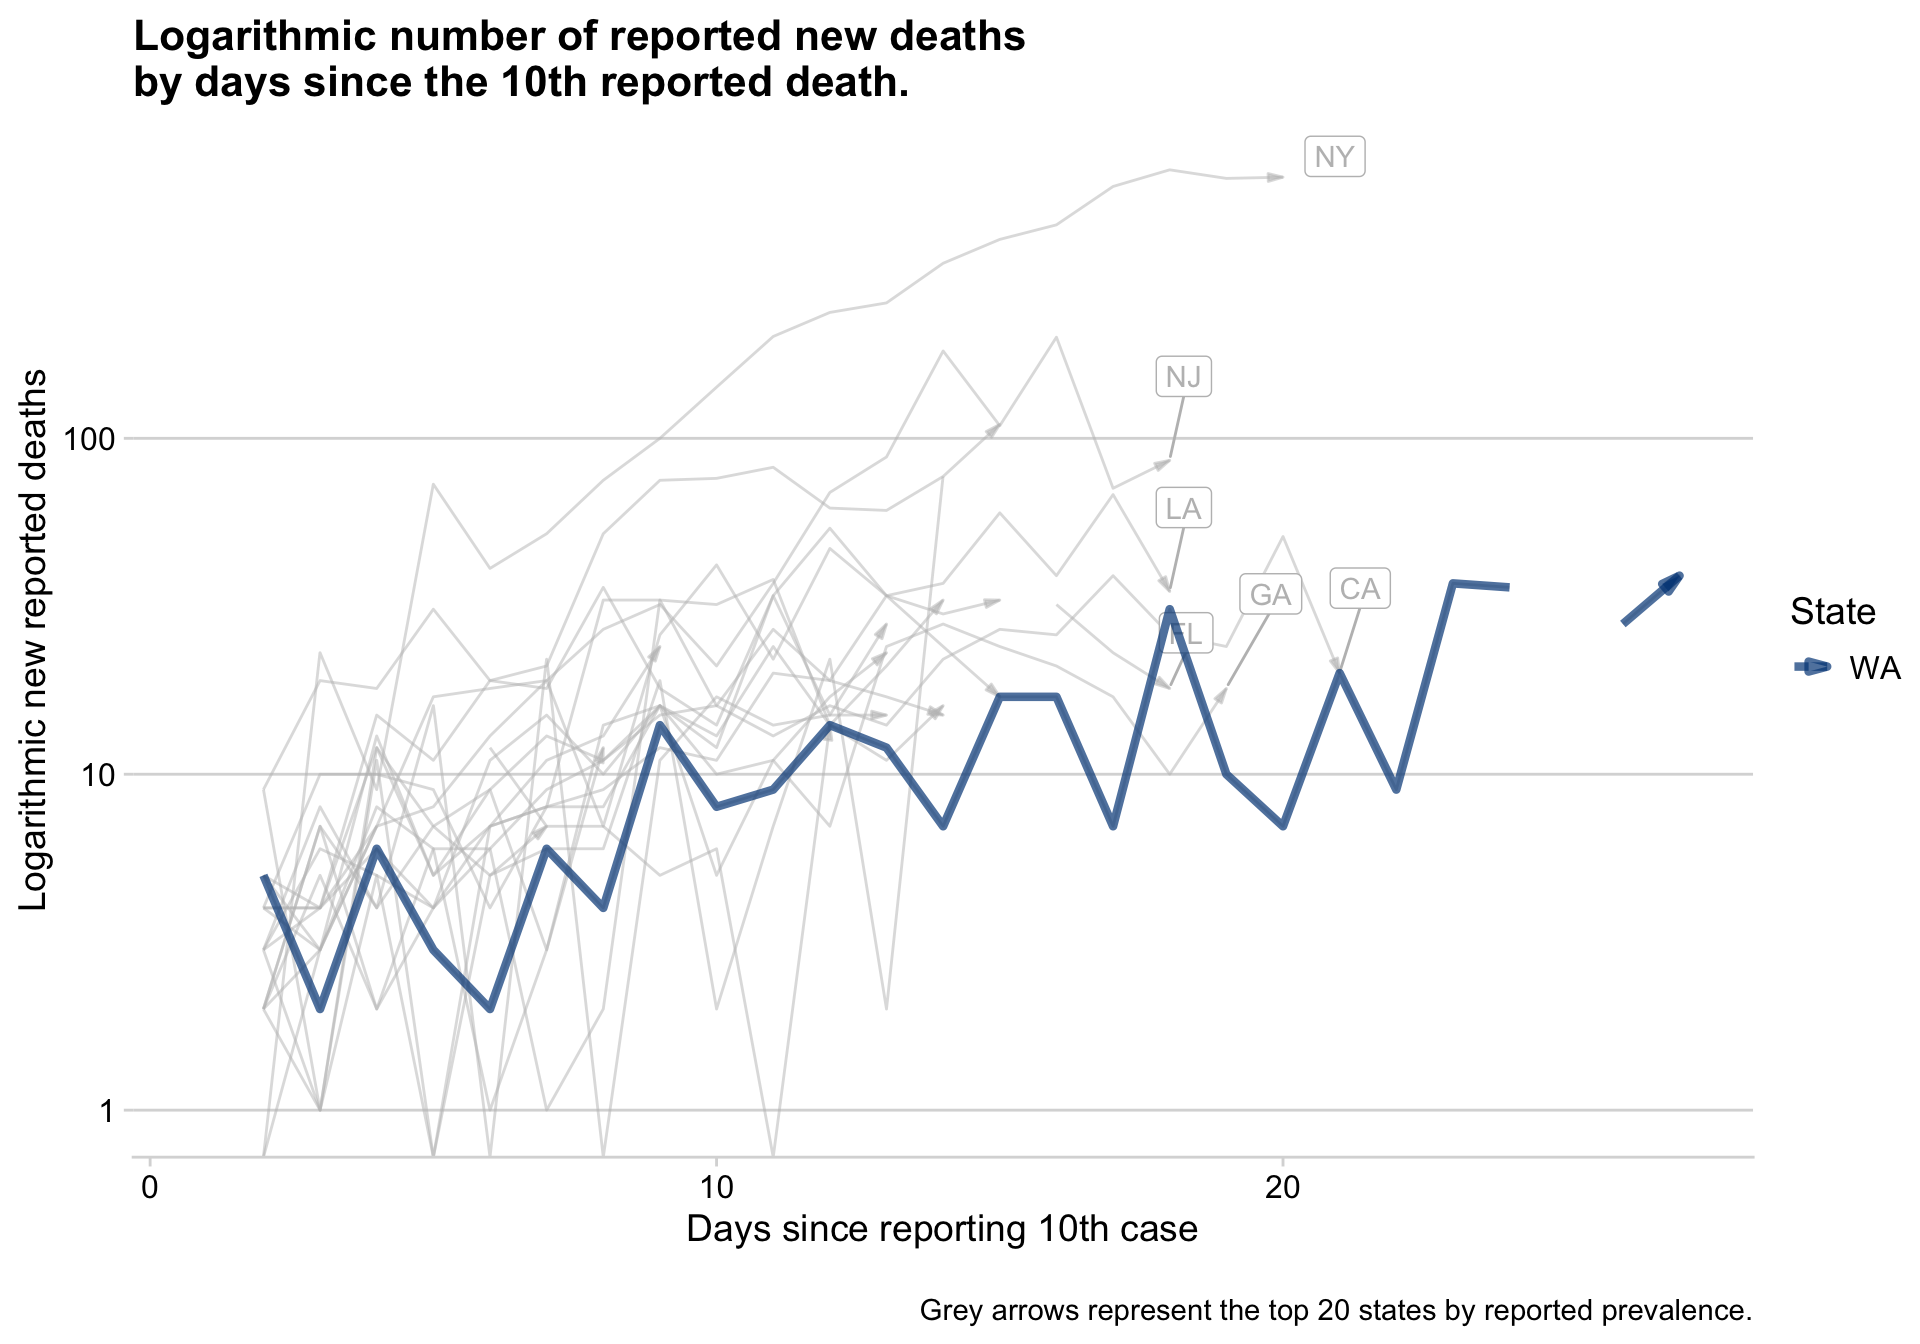 Logarithmic number of reported new deaths
by days since the 10th reported death.
NY
NJ
LA
GA
CA
FL
Logarithmic new reported deaths
100
10
1
0
10
20
Days since reporting 10th case
State
WA
Grey arrows represent the top 20 states by reported prevalence.